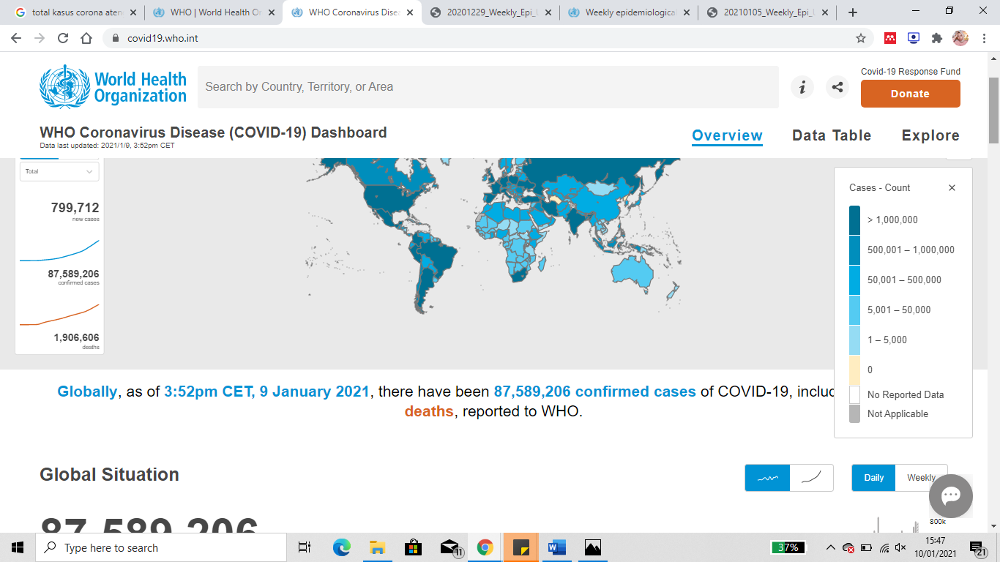 total kasus corona aten
WHO | World Health Or
WHO Coronavirus Disea
20201229_Weekly_Epi_U
Weekly epidemiological
20210105_Weekly_Epi_U
covid19.who.int
World Health
Organization
Search by Country, Territory, or Area
Covid-19 Response Fund
Donate
WHO Coronavirus Disease (COVID-19) Dashboard
Data last updated: 2021/1/9, 3:52pm CET
Overview
Data Table
Explore
Total
799,712
new cases
87,589,206
confirmed cases
1,906,606
deaths
Cases - Count
> 1,000,000
500,001 – 1,000,000
50,001 – 500,000
5,001 – 50,000
1 – 5,000
0
No Reported Data
Not Applicable
Globally, as of 3:52pm CET, 9 January 2021, there have been 87,589,206 confirmed cases of COVID-19, includ
deaths, reported to WHO.
Global Situation
Daily
Weekly
87,589,206
800k
Type here to search
11
37%
15:47
10/01/2021
21